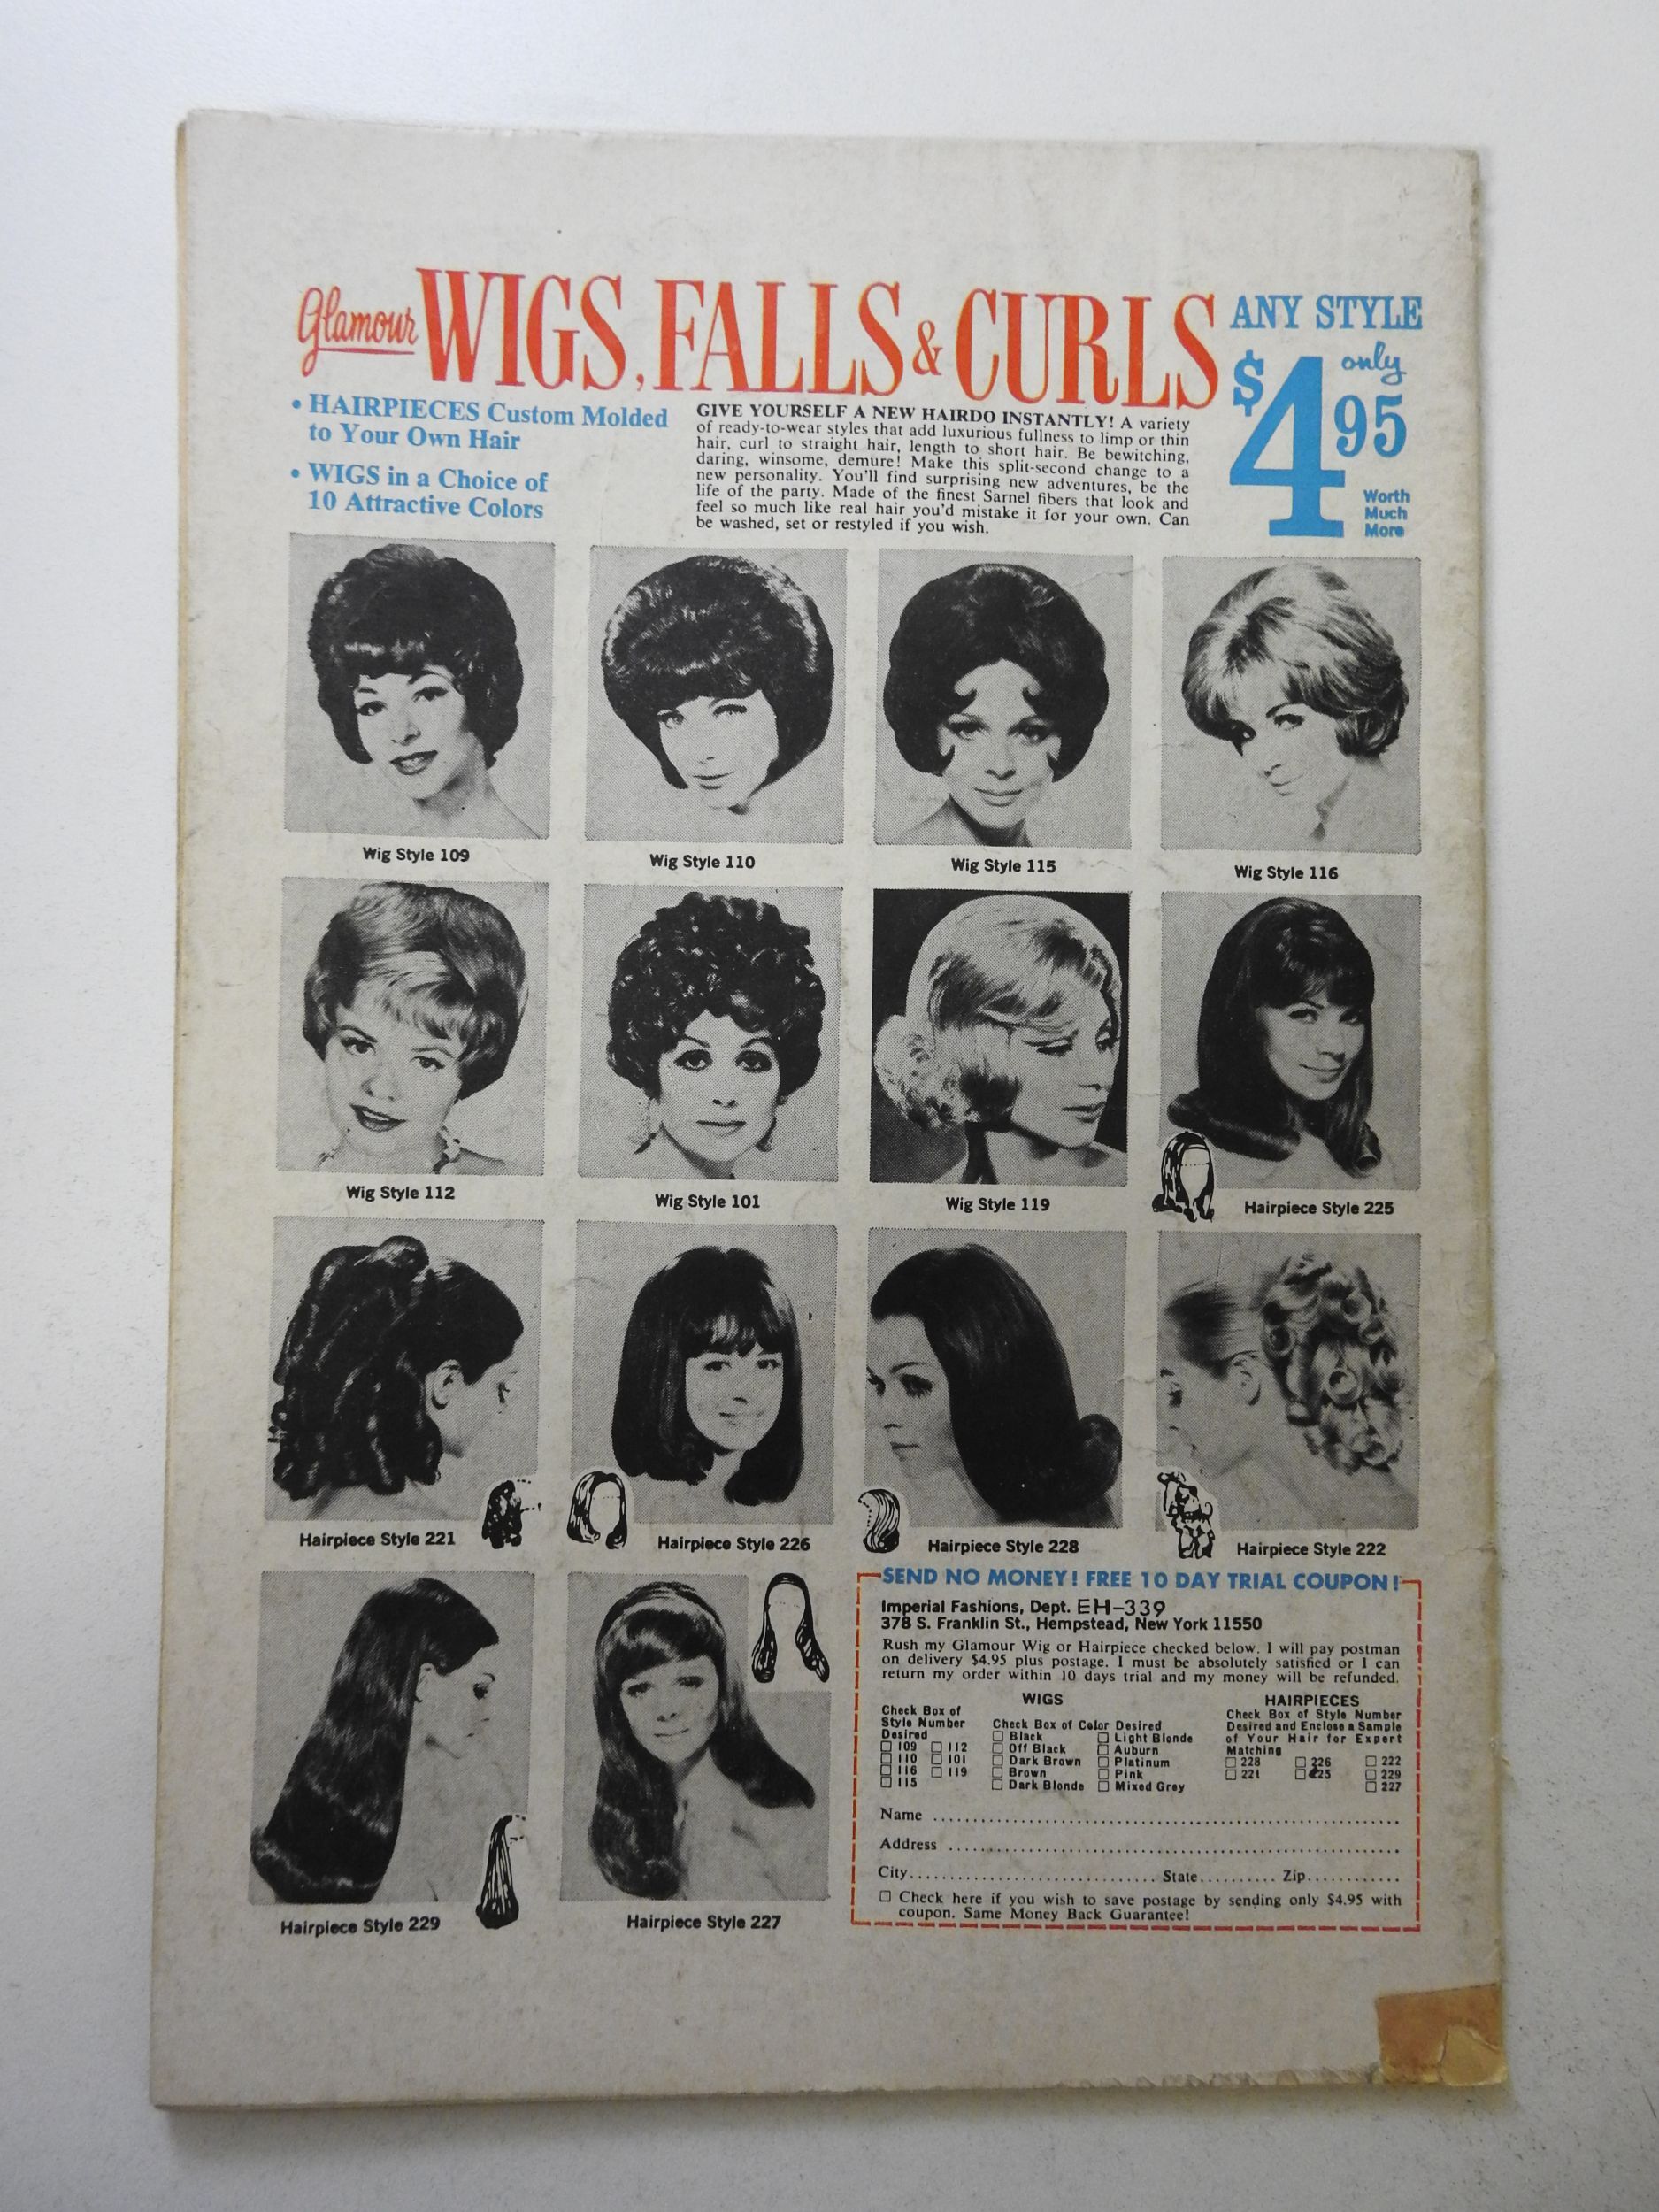 Glamour WIGS, FALLS & CURLS
ANY STYLE
only
$4 95
Worth
Much
More
• HAIRPIECES Custom Molded
to Your Own Hair
• WIGS in a Choice of
10 Attractive Colors
GIVE YOURSELF A NEW HAIRDO INSTANTLY! A variety
of ready-to-wear styles that add luxurious fullness to limp or thin
hair, curl to straight hair, length to short hair. Be bewitching,
daring, winsome, demure! Make this split-second change to a
new personality. You'll find surprising new adventures, be the
life of the party. Made of the finest Sarnel fibers that look and
feel so much like real hair you'd mistake it for your own. Can
be washed, set or restyled if you wish.
Wig Style 109
Wig Style 110
Wig Style 115
Wig Style 116
Wig Style 112
Wig Style 101
Wig Style 119
Hairpiece Style 225
Hairpiece Style 221
Hairpiece Style 226
Hairpiece Style 228
Hairpiece Style 222
Hairpiece Style 229
Hairpiece Style 227
SEND NO MONEY! FREE 10 DAY TRIAL COUPON!
Imperial Fashions, Dept. EH-339
378 S. Franklin St., Hempstead, New York 11550
Rush my Glamour Wig or Hairpiece checked below. I will pay postman
on delivery $4.95 plus postage. I must be absolutely satisfied or I can
return my order within 10 days trial and my money will be refunded.
WIGS
Check Box of
Style Number
Desired
☐ 109 ☐ 112
☐ 110 ☐ 101
☐ 116 ☐ 119
☐ 115
Check Box of Color Desired
☐ Black ☐ Light Blonde
☐ Off Black ☐ Auburn
☐ Dark Brown ☐ Platinum
☐ Brown ☐ Pink
☐ Dark Blonde ☐ Mixed Grey
HAIRPIECES
Check Box of Style Number
Desired and Enclose a Sample
of Your Hair for Expert
Matching
☐ 228 ☐ 226 ☐ 222
☐ 221 ☐ 225 ☐ 229
☐ 227
Name
Address
City State Zip
☐ Check here if you wish to save postage by sending only $4.95 with
coupon. Same Money Back Guarantee!